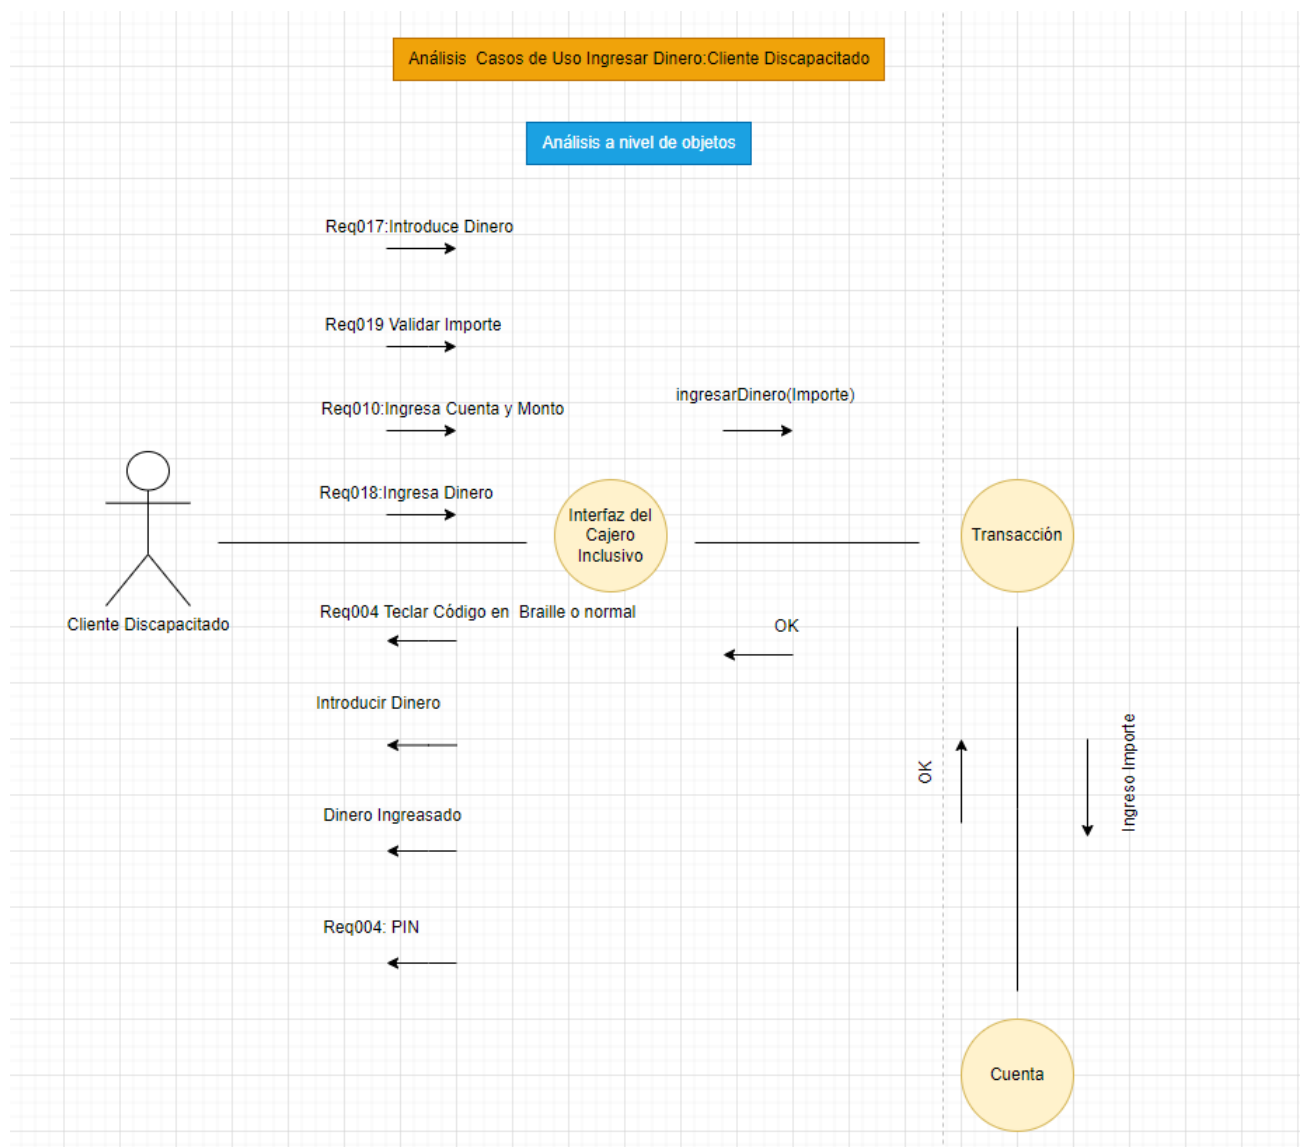 Análisis  Casos de Uso Ingresar Dinero:Cliente Discapacitado
Análisis a nivel de objetos
Req017:Introduce Dinero
Req019 Validar Importe
Req010:Ingresa Cuenta y Monto
ingresarDinero(Importe)
Req018:Ingresa Dinero
Interfaz del
Cajero
Inclusivo
Transacción
Cliente Discapacitado
Req004 Teclar Código en  Braille o normal
OK
Introducir Dinero
OK
Ingreso Importe
Dinero Ingreasado
Req004: PIN
Cuenta